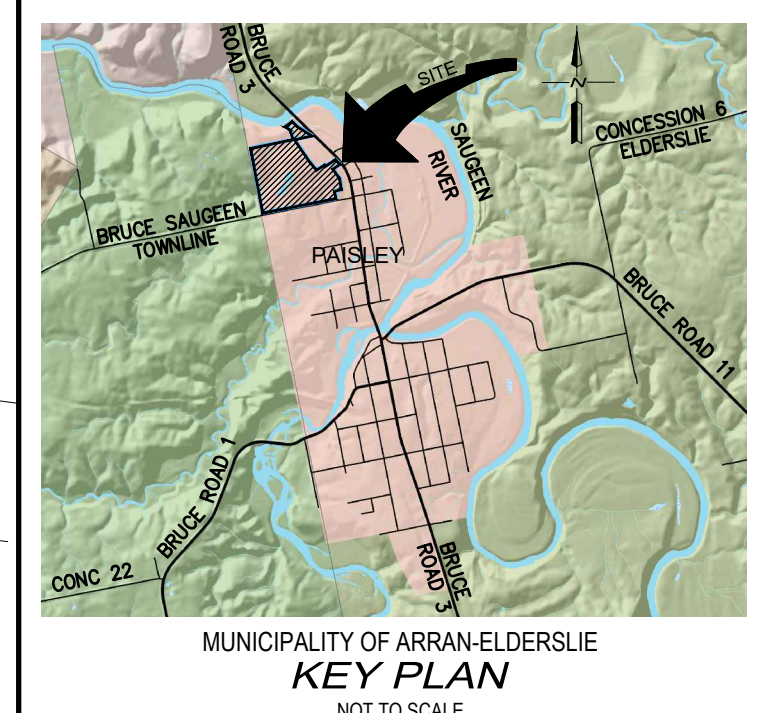 BRUCE
ROAD 3
SITE
N
CONCESSION 6
ELDERSLIE
SAUGEEN
RIVER
BRUCE SAUGEEN
TOWNLINE
PAISLEY
BRUCE ROAD 11
BRUCE ROAD 1
CONC 22
BRUCE
ROAD 3
MUNICIPALITY OF ARRAN-ELDERSLIE
KEY PLAN
NOT TO SCALE